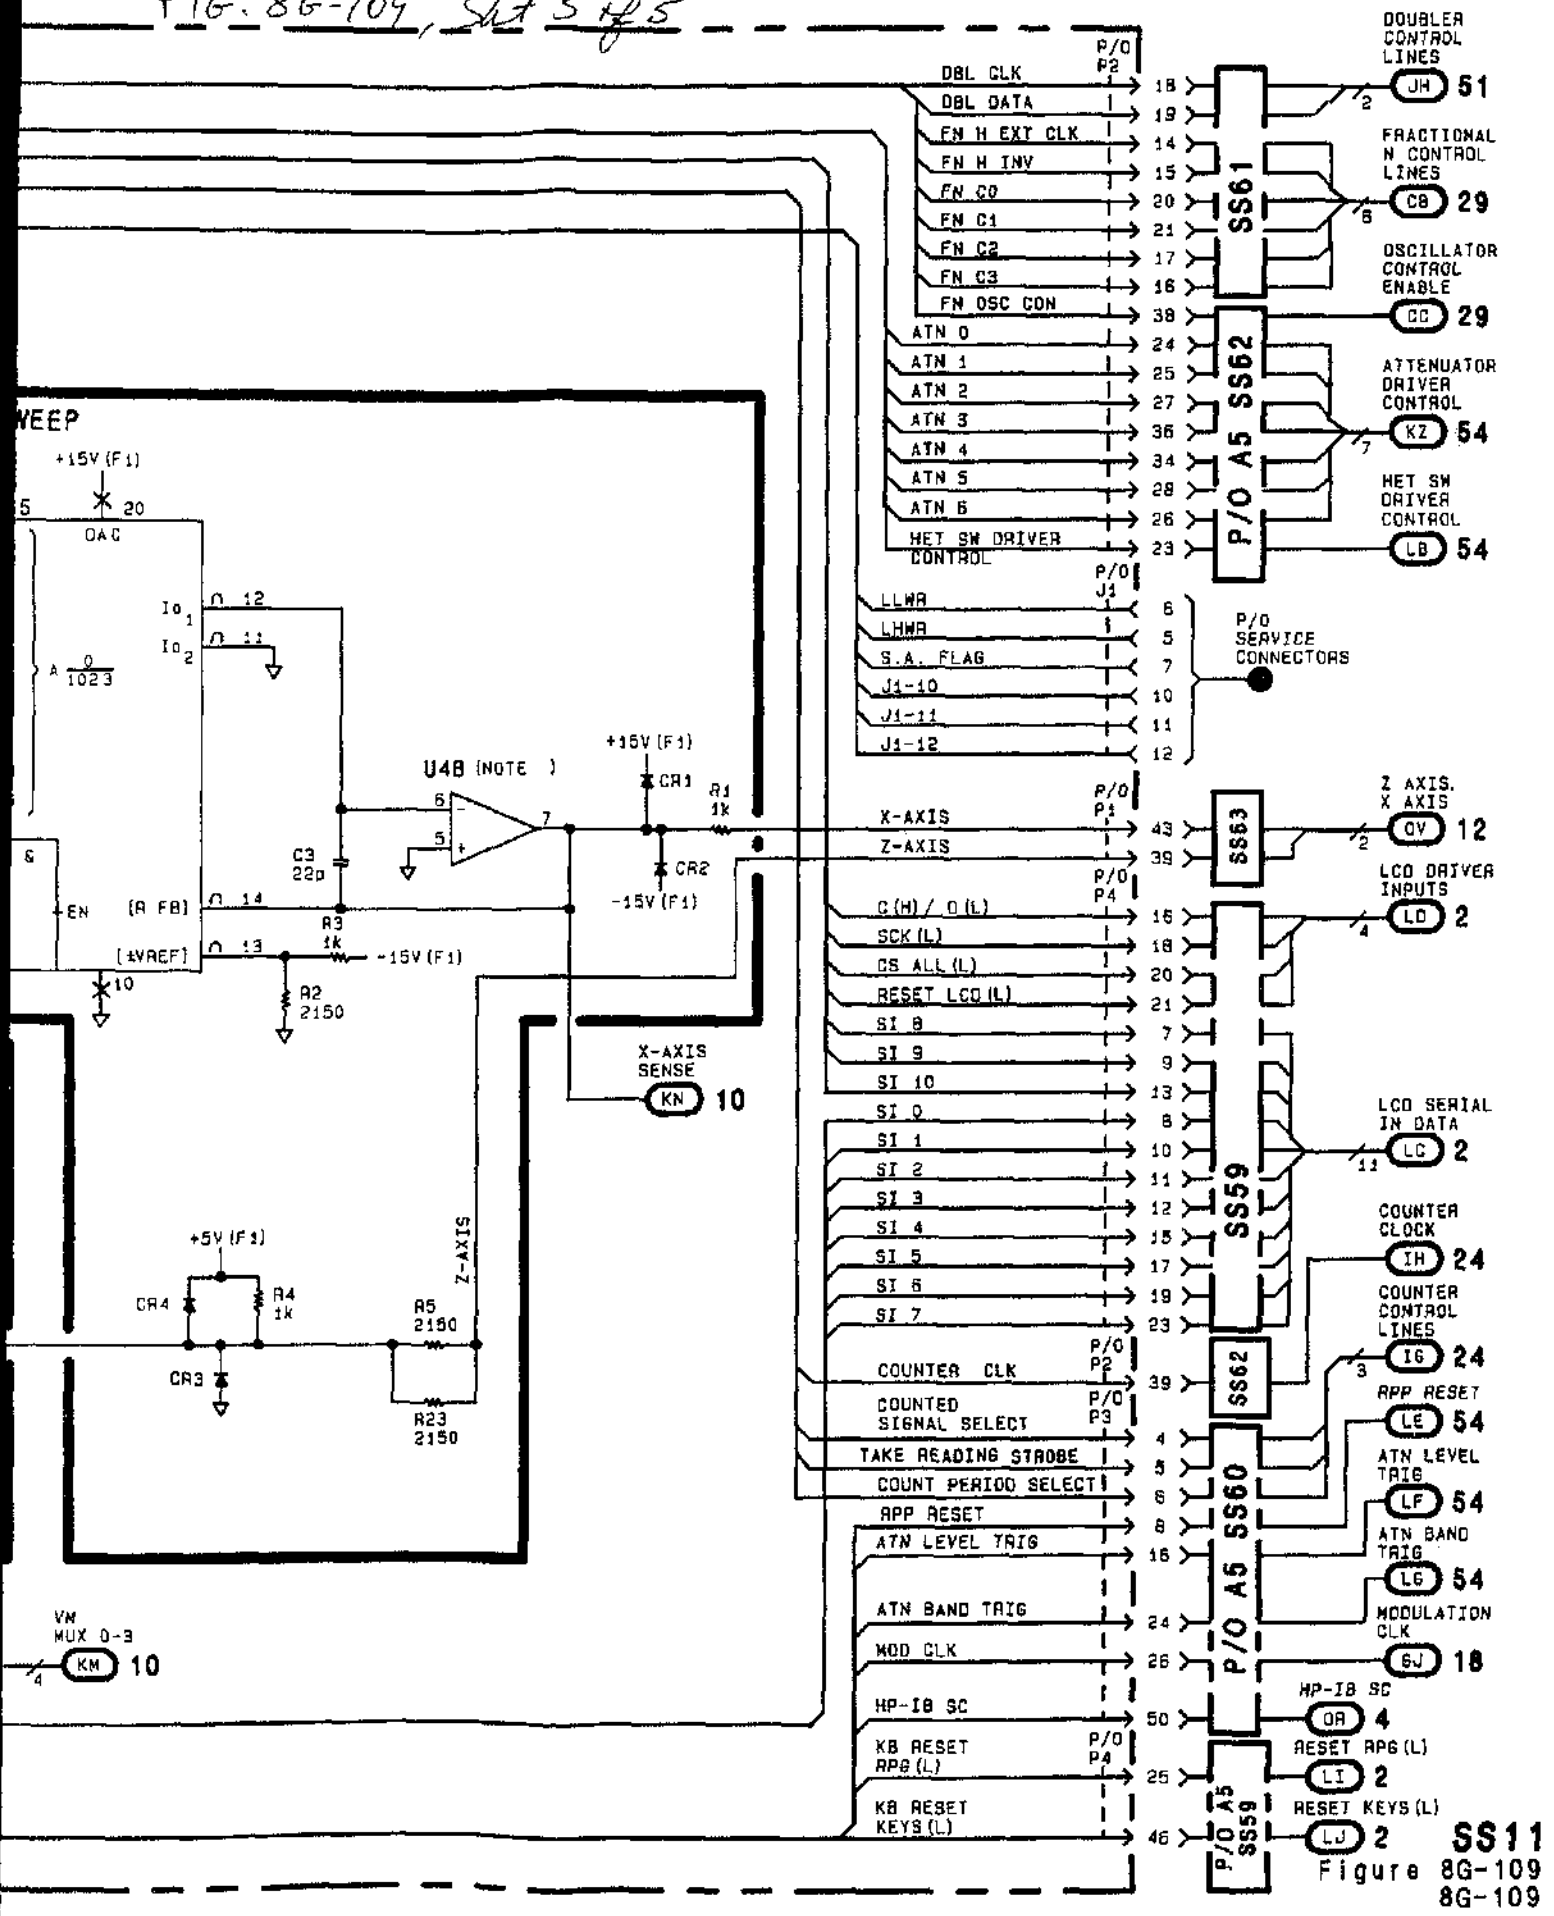 FIG. 8G-109, Sht 5 of 5
P/O
P2
DBL CLK 18
DBL DATA 19
FN H EXT CLK 14
FN H INV 15
FN C0 20
FN C1 21
FN C2 17
FN C3 16
FN OSC CON 38
ATN 0 24
ATN 1 25
ATN 2 27
ATN 3 36
ATN 4 34
ATN 5 28
ATN 6 26
HET SW DRIVER
CONTROL 23
SS61
P/O A5 SS62
DOUBLER
CONTROL
LINES
2 JH 51
FRACTIONAL
N CONTROL
LINES
6 CB 29
OSCILLATOR
CONTROL
ENABLE
CC 29
ATTENUATOR
DRIVER
CONTROL
7 KZ 54
HET SW
DRIVER
CONTROL
LB 54
P/O
J1
LLWR 6
LHWR 5
S.A. FLAG 7
J1-10 10
J1-11 11
J1-12 12
P/O
SERVICE
CONNECTORS
WEEP
+15V(F1)
5 20
DAC
Io1 12
Io2 11
A 0
1023
&
EN
[R FB] 14
[±VREF] 13
10
C3
22p
R3
1k
-15V(F1)
R2
2150
U4B (NOTE )
6 -
5 +
7
+15V(F1)
CR1
R1
1k
CR2
-15V(F1)
X-AXIS
SENSE
KN 10
P/O
P1
X-AXIS 43
Z-AXIS 39
SS63
Z AXIS,
X AXIS
2 OV 12
P/O
P4
C(H)/ D(L) 16
SCK(L) 18
CS ALL(L) 20
RESET LCD(L) 21
SI 8 7
SI 9 9
SI 10 13
SI 0 8
SI 1 10
SI 2 11
SI 3 12
SI 4 15
SI 5 17
SI 6 19
SI 7 23
SS59
LCD DRIVER
INPUTS
4 LD 2
LCD SERIAL
IN DATA
11 LC 2
+5V(F1)
CR4
R4
1k
CR3
R5
2150
R23
2150
Z-AXIS
P/O
P2
COUNTER CLK 39
SS62
COUNTER
CLOCK
IH 24
P/O
P3
COUNTED
SIGNAL SELECT 4
TAKE READING STROBE 5
COUNT PERIOD SELECT 6
RPP RESET 8
ATN LEVEL TRIG 16
ATN BAND TRIG 24
MOD CLK 26
HP-IB SC 50
P/O A5 SS60
COUNTER
CONTROL
LINES
3 IG 24
RPP RESET
LE 54
ATN LEVEL
TRIG
LF 54
ATN BAND
TRIG
LG 54
MODULATION
CLK
GJ 18
HP-IB SC
OR 4
VM
MUX 0-3
4 KM 10
P/O
P4
KB RESET
RPG(L) 25
KB RESET
KEYS(L) 46
P/O A5
SS59
RESET RPG(L)
LI 2
RESET KEYS(L)
LJ 2
SS11
Figure 8G-109
8G-109